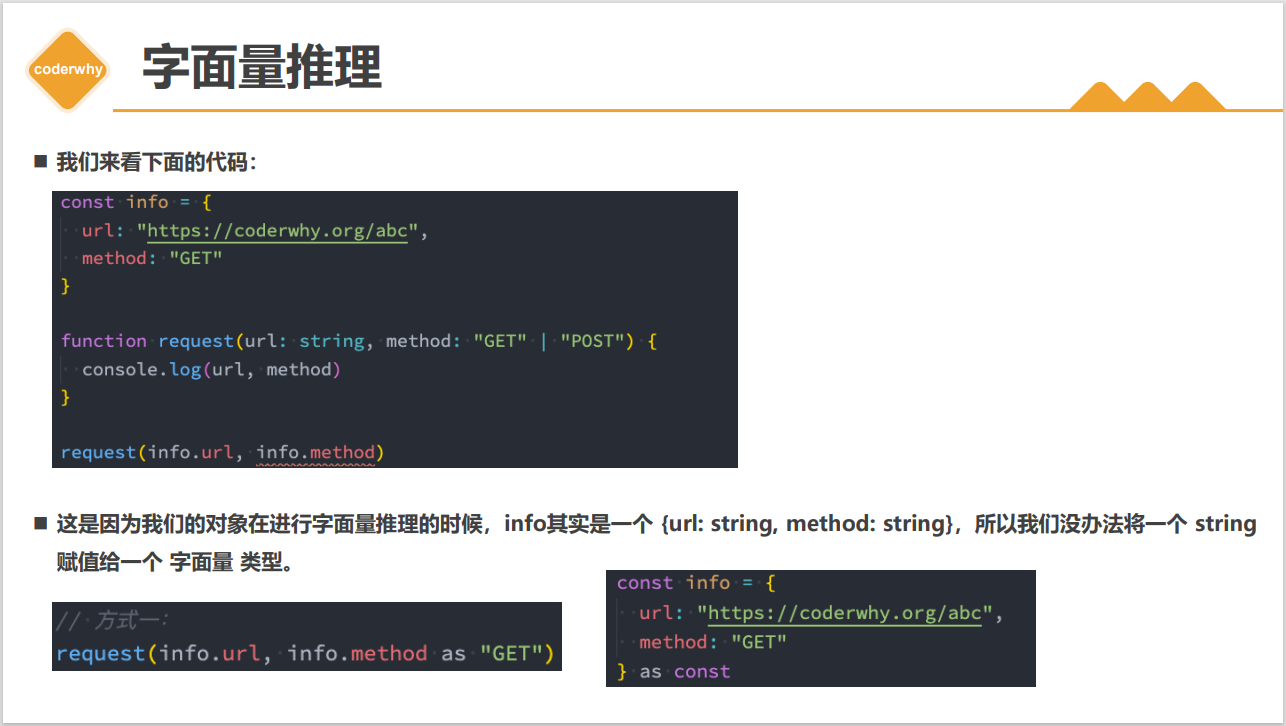 coderwhy
字面量推理
■ 我们来看下面的代码：
const info = {
  url: "https://coderwhy.org/abc",
  method: "GET"
}
function request(url: string, method: "GET" | "POST") {
  console.log(url, method)
}
request(info.url, info.method)
■ 这是因为我们的对象在进行字面量推理的时候，info其实是一个 {url: string, method: string}，所以我们没办法将一个 string
赋值给一个 字面量 类型。
// 方式一：
request(info.url, info.method as "GET")
const info = {
  url: "https://coderwhy.org/abc",
  method: "GET"
} as const